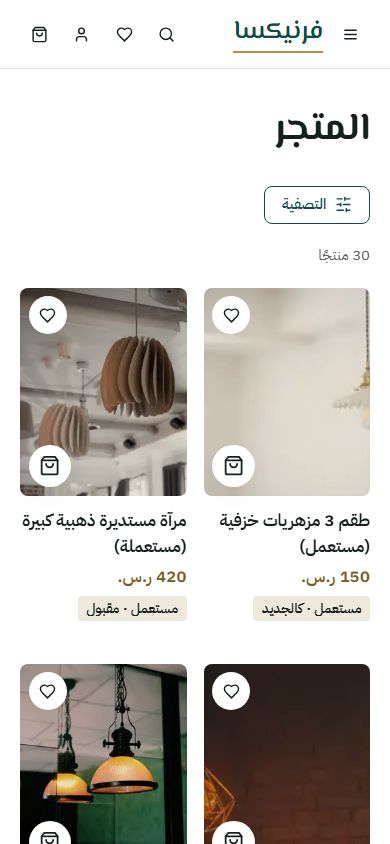 فرنيكسا
المتجر
التصفية
30 منتجًا
طقم 3 مزهريات خزفية
(مستعمل)
150 ر.س.
مستعمل · كالجديد
مرآة مستديرة ذهبية كبيرة
(مستعملة)
420 ر.س.
مستعمل · مقبول